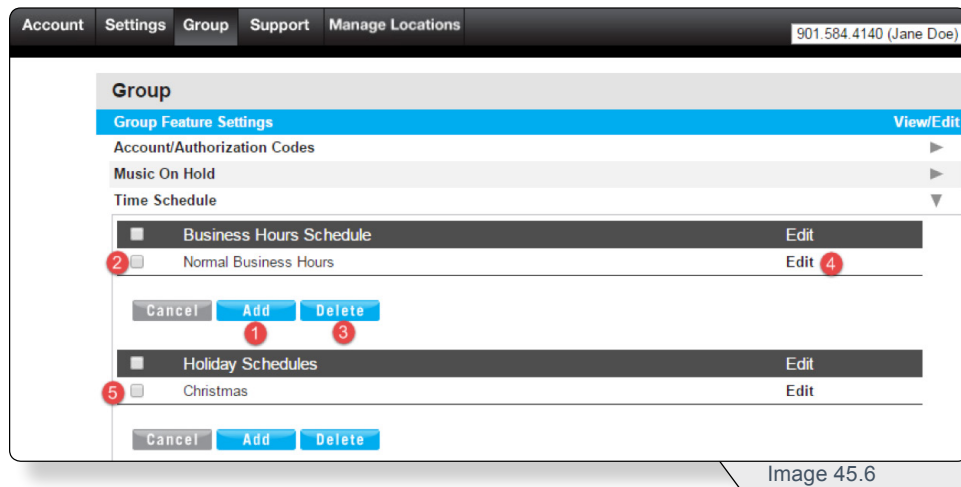 Account Settings Group Support Manage Locations
901.584.4140 (Jane Doe)
Group
Group Feature Settings View/Edit
Account/Authorization Codes
Music On Hold
Time Schedule
Business Hours Schedule Edit
2 Normal Business Hours Edit 4
Cancel Add Delete
1 3
Holiday Schedules Edit
5 Christmas Edit
Cancel Add Delete
Image 45.6